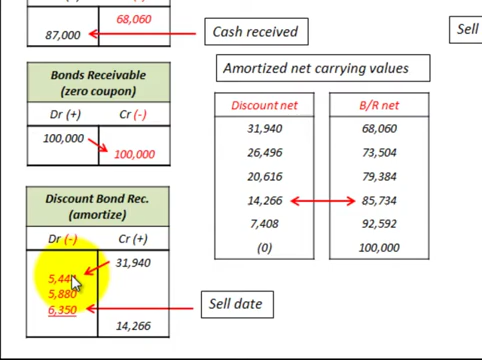 68,060
87,000
Cash received
Sell
Bonds Receivable
(zero coupon)
Dr (+) Cr (-)
100,000
100,000
Amortized net carrying values
Discount net B/R net
31,940 68,060
26,496 73,504
20,616 79,384
14,266 85,734
7,408 92,592
(0) 100,000
Discount Bond Rec.
(amortize)
Dr (-) Cr (+)
31,940
5,880
6,350
14,266
Sell date